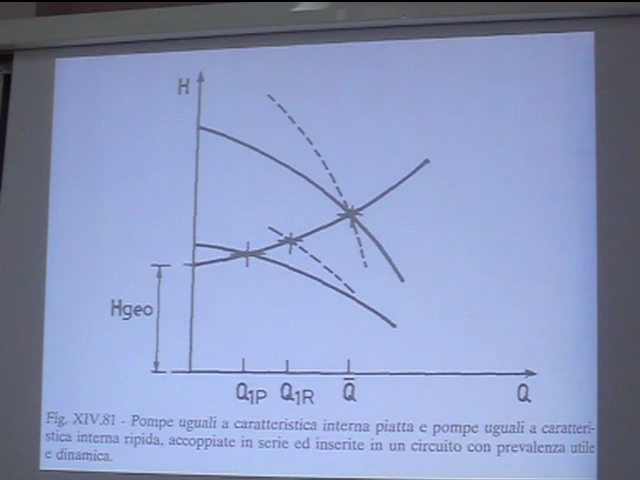 H
Hgeo
Q1P Q1R Q̅ Q
Fig. XIV.81 - Pompe uguali a caratteristica interna piatta e pompe uguali a caratteri-
stica interna ripida, accoppiate in serie ed inserite in un circuito con prevalenza utile
e dinamica.